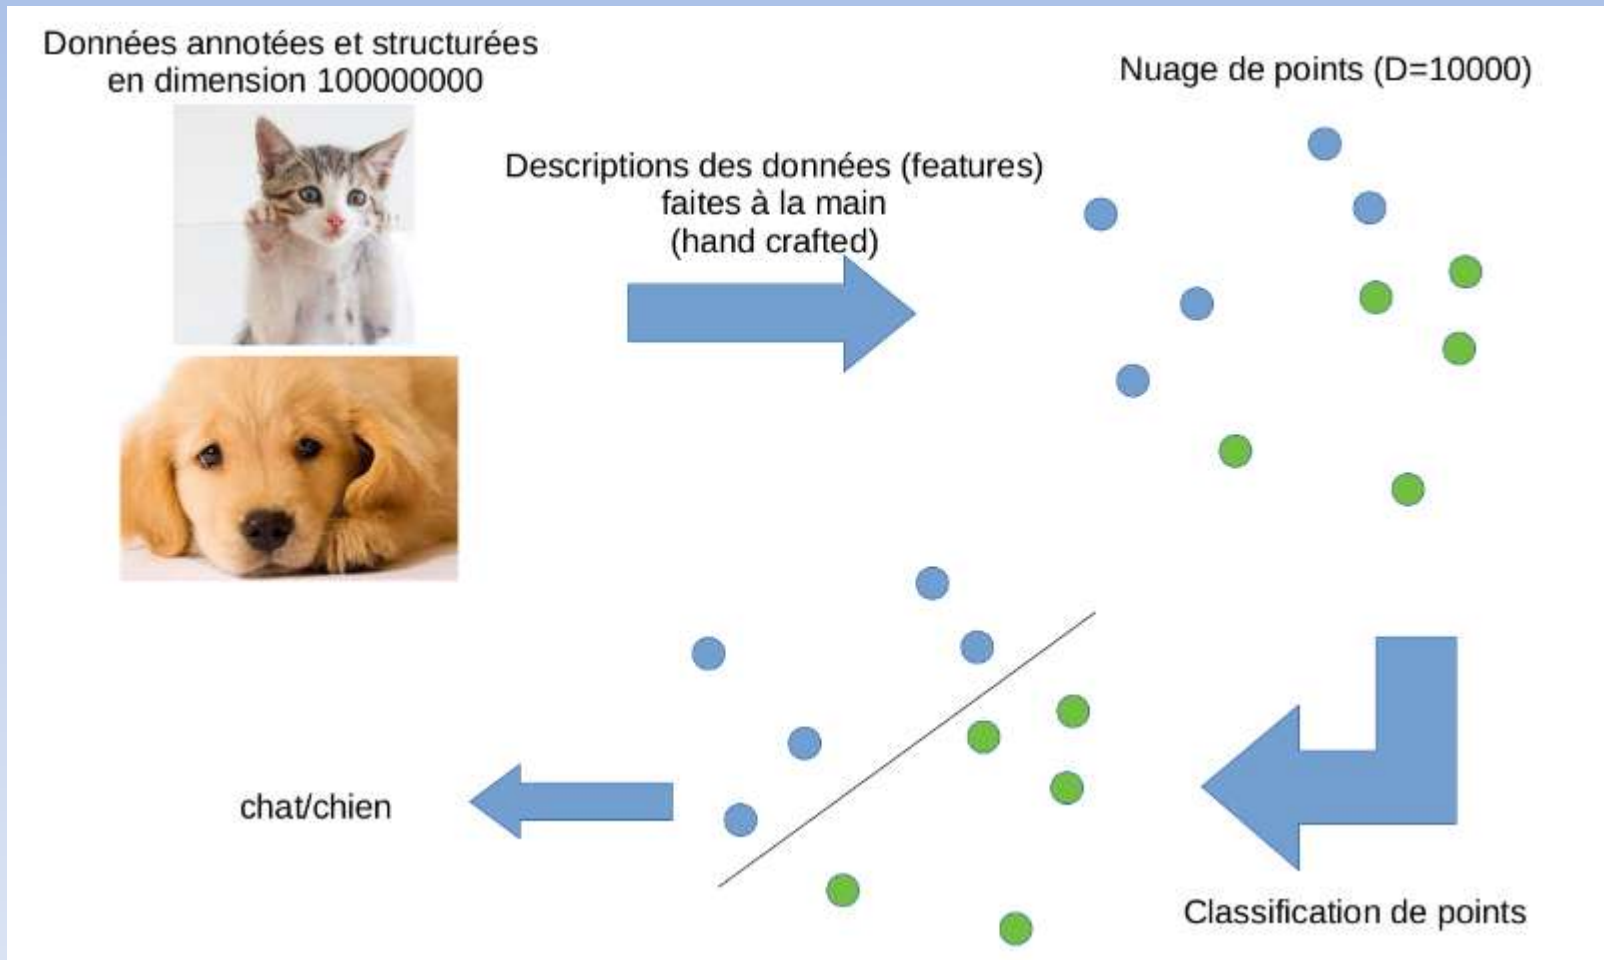 Données annotées et structurées
en dimension 100000000
Descriptions des données (features)
faites à la main
(hand crafted)
Nuage de points (D=10000)
chat/chien
Classification de points